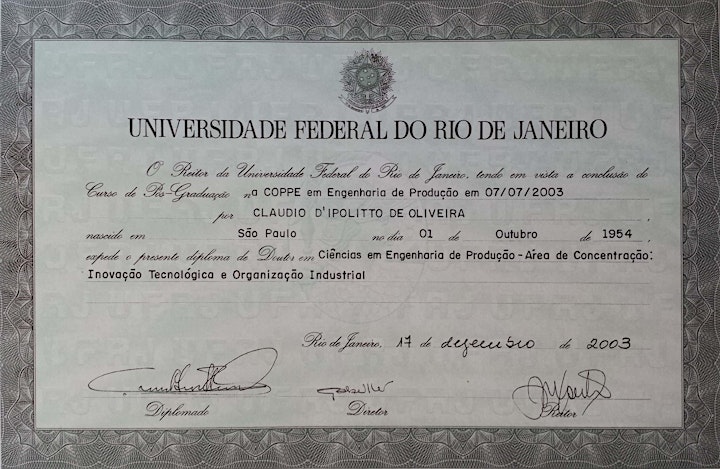 UNIVERSIDADE FEDERAL DO RIO DE JANEIRO
O Reitor da Universidade Federal do Rio de Janeiro, tendo em vista a conclusão do
Curso de Pós-Graduação na COPPE em Engenharia de Produção em 07/07/2003
por CLAUDIO D'IPOLITTO DE OLIVEIRA,
nascido em São Paulo no dia 01 de Outubro de 1954,
expede o presente diploma de Doutor em Ciências em Engenharia de Produção - Area de Concentração:
Inovação Tecnológica e Organização Industrial
Rio de Janeiro, 17 de dezembro de 2003
Diplomado Diretor Reitor